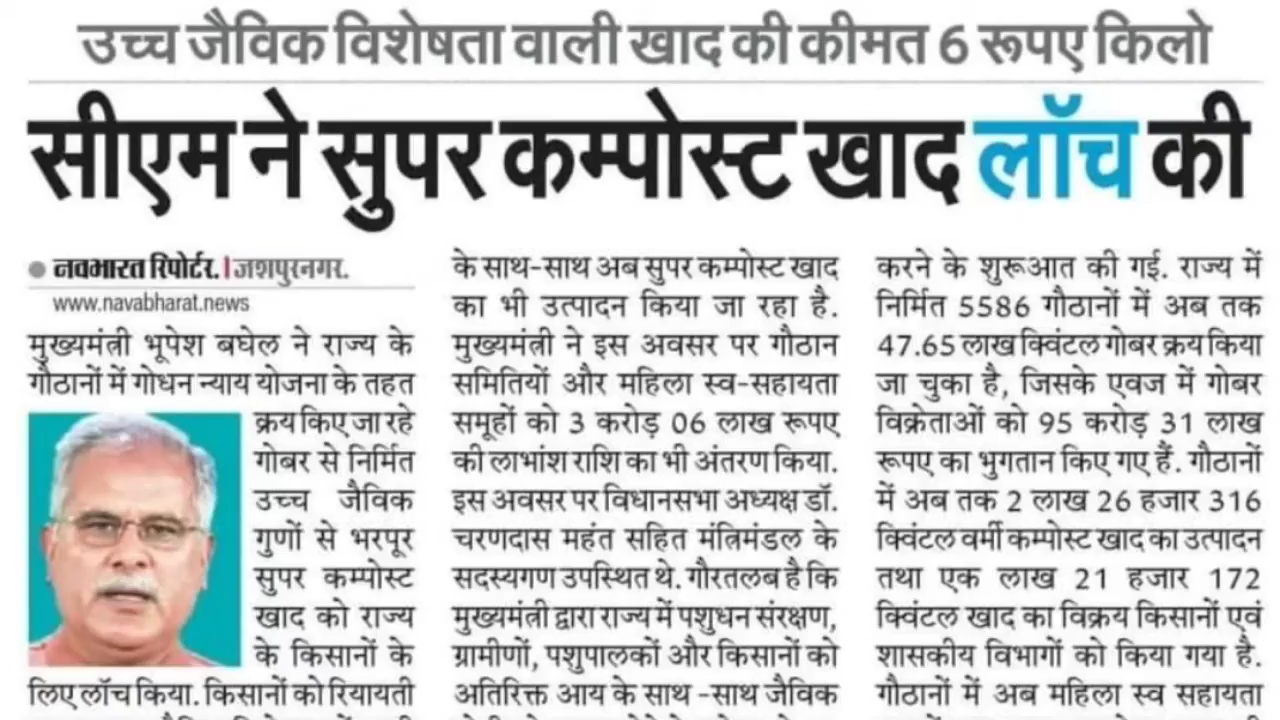 उच्च जैविक विशेषता वाली खाद की कीमत 6 रूपए किलो
सीएम ने सुपर कम्पोस्ट खाद लॉच की
नवभारत रिपोर्टर. | जशपुरनगर.
www.navabharat.news
मुख्यमंत्री भूपेश बघेल ने राज्य के
गौठानों में गोधन न्याय योजना के तहत
क्रय किए जा रहे
गोबर से निर्मित
उच्च जैविक
गुणों से भरपूर
सुपर कम्पोस्ट
खाद को राज्य
के किसानों के
लिए लॉच किया. किसानों को रियायती
के साथ-साथ अब सुपर कम्पोस्ट खाद
का भी उत्पादन किया जा रहा है.
मुख्यमंत्री ने इस अवसर पर गौठान
समितियों और महिला स्व-सहायता
समूहों को 3 करोड़ 06 लाख रूपए
की लाभांश राशि का भी अंतरण किया.
इस अवसर पर विधानसभा अध्यक्ष डॉ.
चरणदास महंत सहित मंत्रिमंडल के
सदस्यगण उपस्थित थे. गौरतलब है कि
मुख्यमंत्री द्वारा राज्य में पशुधन संरक्षण,
ग्रामीणों, पशुपालकों और किसानों को
अतिरिक्त आय के साथ -साथ जैविक
करने के शुरूआत की गई. राज्य में
निर्मित 5586 गौठानों में अब तक
47.65 लाख क्विंटल गोबर क्रय किया
जा चुका है, जिसके एवज में गोबर
विक्रेताओं को 95 करोड़ 31 लाख
रूपए का भुगतान किए गए हैं. गौठानों
में अब तक 2 लाख 26 हजार 316
क्विंटल वर्मी कम्पोस्ट खाद का उत्पादन
तथा एक लाख 21 हजार 172
क्विंटल खाद का विक्रय किसानों एवं
शासकीय विभागों को किया गया है.
गौठानों में अब महिला स्व सहायता